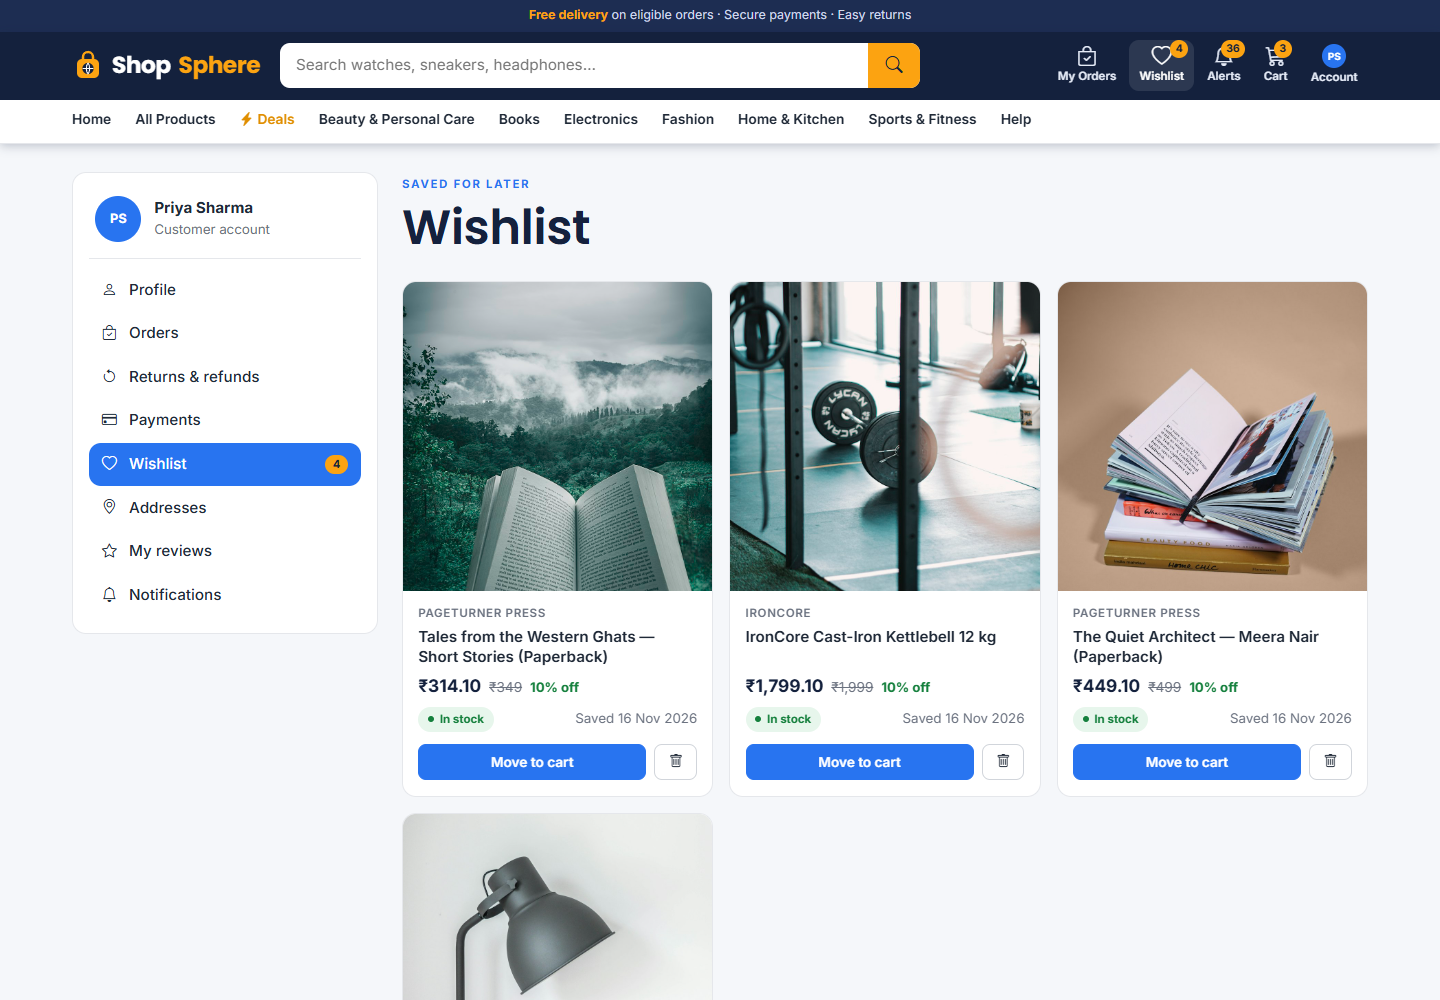 Free delivery on eligible orders · Secure payments · Easy returns
Shop Sphere
Search watches, sneakers, headphones...
My Orders
Wishlist
4
Alerts
36
Cart
3
PS
Account
Home
All Products
Deals
Beauty & Personal Care
Books
Electronics
Fashion
Home & Kitchen
Sports & Fitness
Help
PS
Priya Sharma
Customer account
Profile
Orders
Returns & refunds
Payments
Wishlist
4
Addresses
My reviews
Notifications
SAVED FOR LATER
Wishlist
LYCAN
LYCAN
BEAUTY FOOD
HOME CHIC
PAGETURNER PRESS
Tales from the Western Ghats —
Short Stories (Paperback)
₹314.10 ₹349 10% off
In stock
Saved 16 Nov 2026
Move to cart
IRONCORE
IronCore Cast-Iron Kettlebell 12 kg
₹1,799.10 ₹1,999 10% off
In stock
Saved 16 Nov 2026
Move to cart
PAGETURNER PRESS
The Quiet Architect — Meera Nair
(Paperback)
₹449.10 ₹499 10% off
In stock
Saved 16 Nov 2026
Move to cart